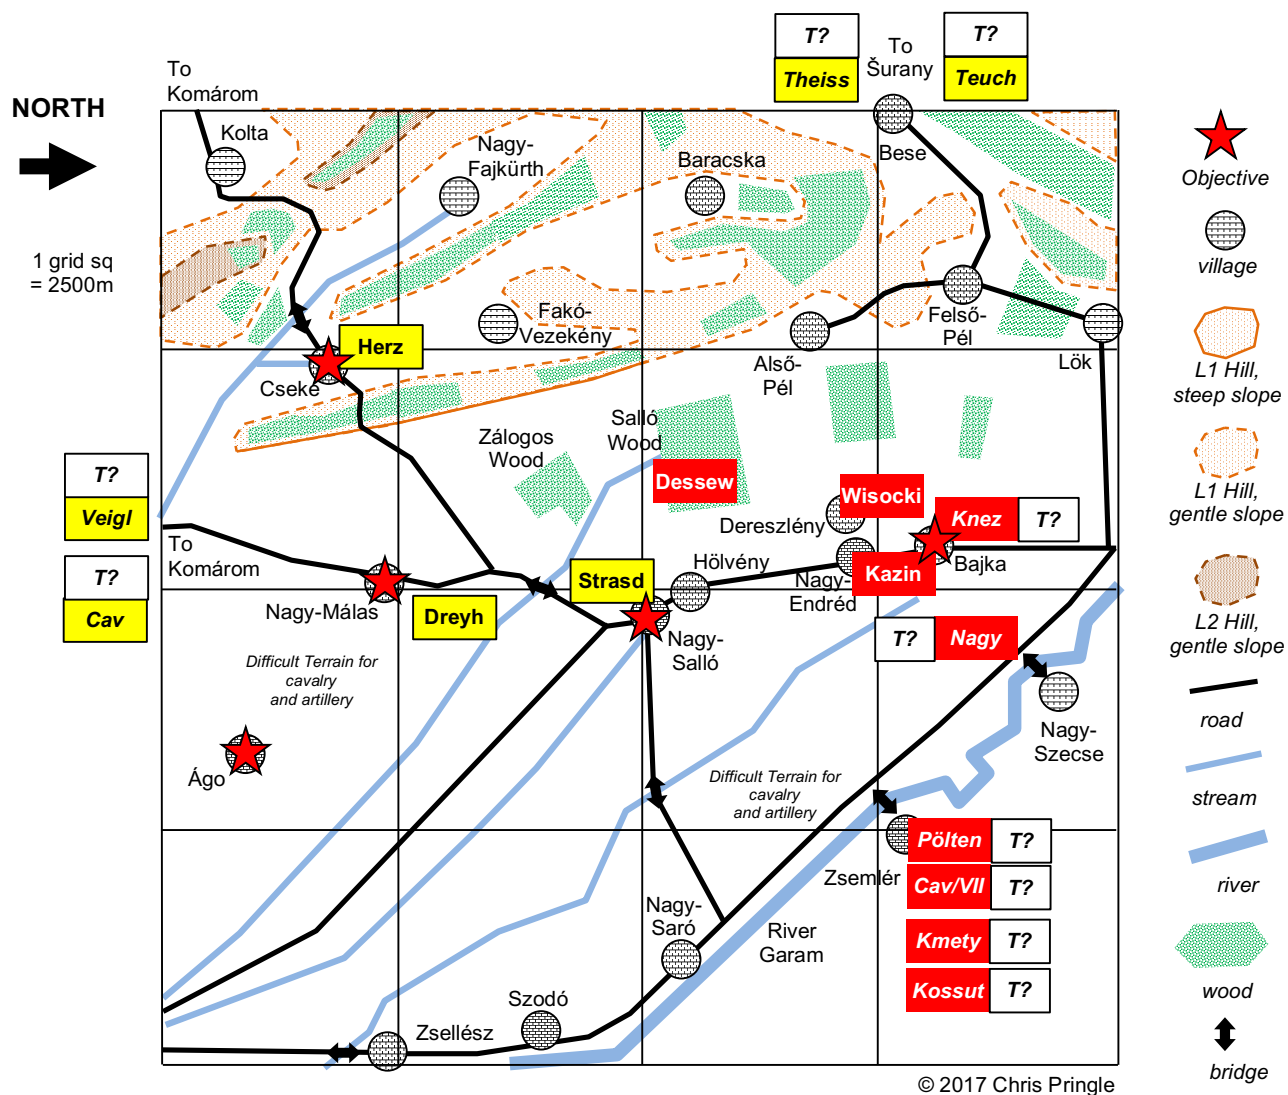 T?
Theiss
To
Šurany
T?
Teuch
To
Komárom
NORTH
Kolta
Nagy-
Fajkürth
Baracska
Bese
Objective
1 grid sq
= 2500m
village
Fakó-
Vezekény
Felső-
Pél
Herz
Alső-
Pél
Lök
Cseke
L1 Hill,
steep slope
Salló
Wood
Zálogos
Wood
T?
Veigl
Dessew
Wisocki
L1 Hill,
gentle slope
Dereszlény
Knez
T?
To
Komárom
Hölvény
Bajka
T?
Cav
Strasd
Nagy-
Endréd
Kazin
Nagy-Málas
Dreyh
Nagy-
Salló
T?
Nagy
L2 Hill,
gentle slope
Difficult Terrain for
cavalry
and artillery
Nagy-
Szecse
road
Ágo
Difficult Terrain for
cavalry
and artillery
stream
Zsemlér
Pölten
T?
Cav/VII
T?
river
Nagy-
Saró
River
Garam
Kmety
T?
Kossut
T?
wood
Szodó
Zsellész
bridge
© 2017 Chris Pringle